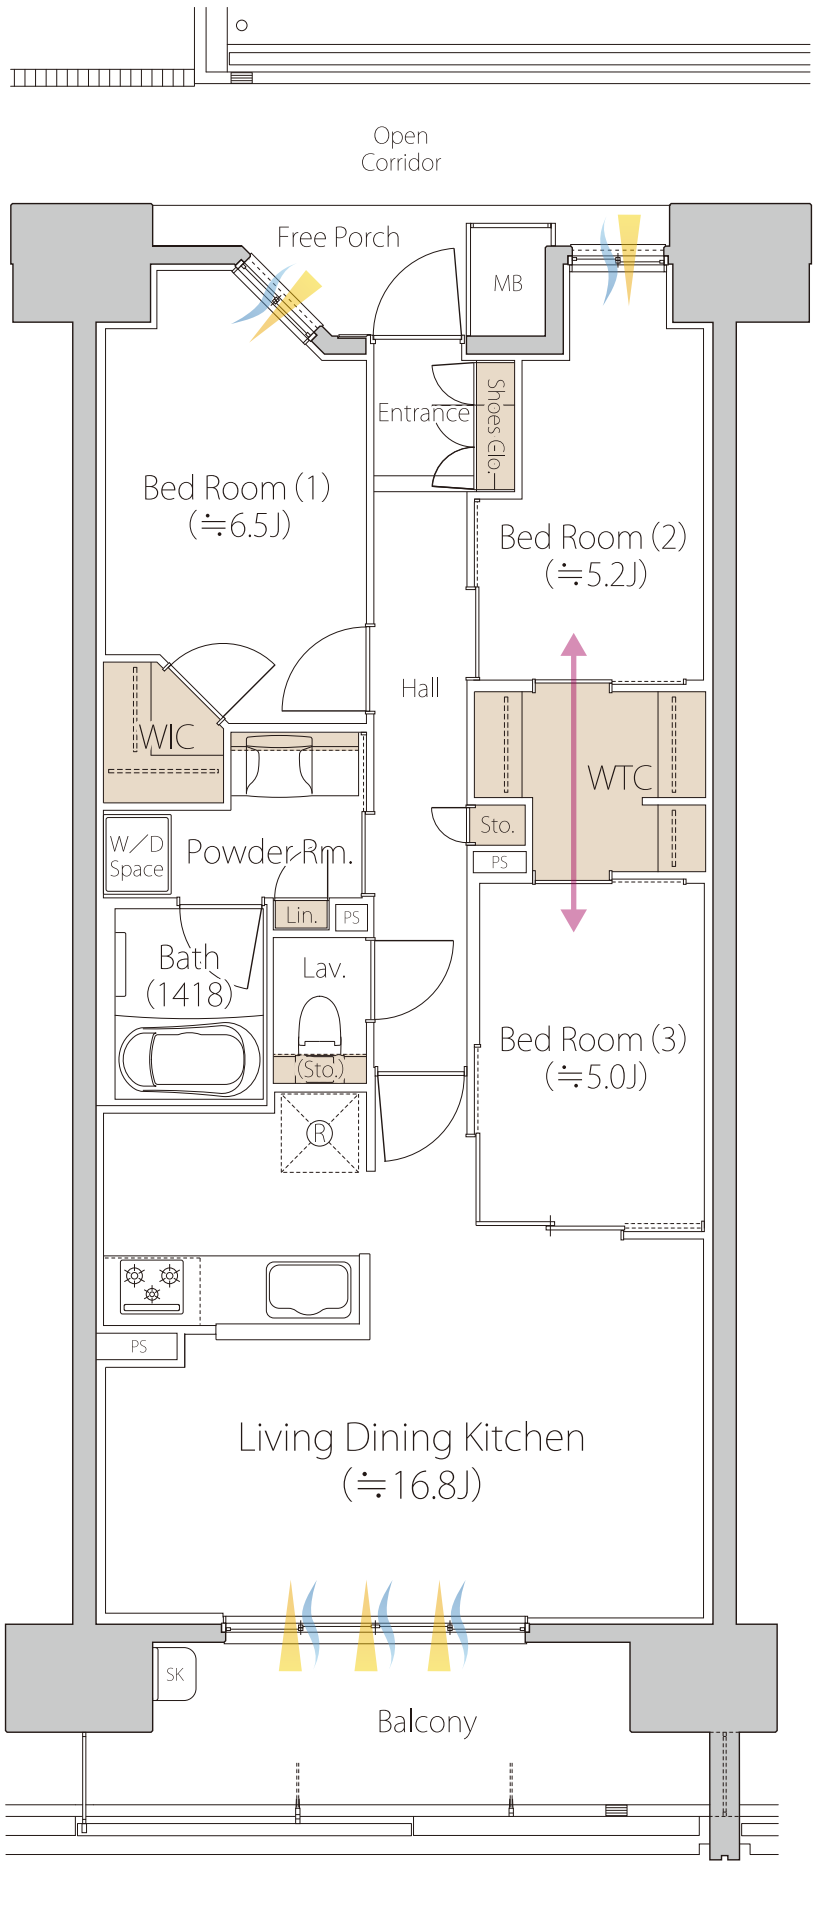 Open
Corridor
Free Porch
MB
Entrance
Shoes Clo.
Bed Room (1)
(≒6.5J)
Bed Room (2)
(≒5.2J)
Hall
WIC
WTC
Sto.
PS
W/D
Space
Powder Rm.
Lin.
PS
Bath
(1418)
Lav.
(Sto.)
Bed Room (3)
(≒5.0J)
R
PS
Living Dining Kitchen
(≒16.8J)
SK
Balcony